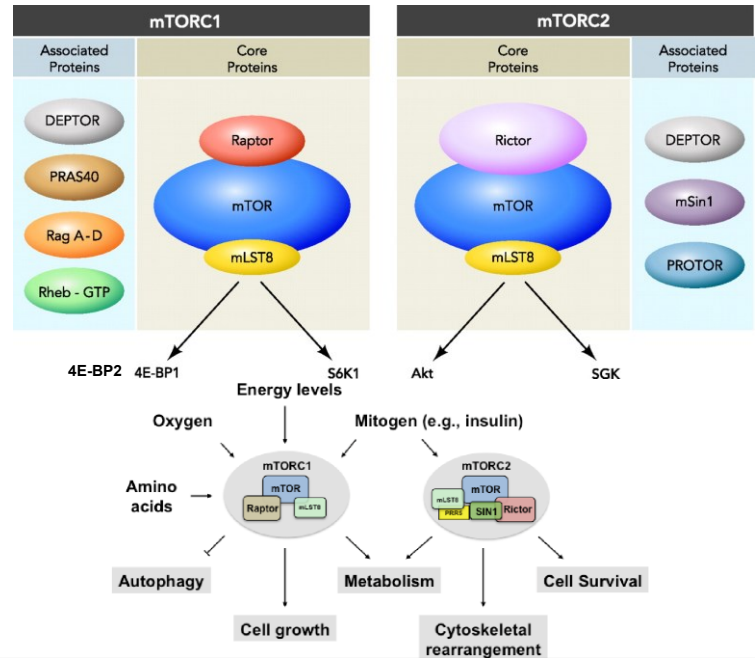 mTORC1
mTORC2
Associated
Proteins
Core
Proteins
Core
Proteins
Associated
Proteins
DEPTOR
PRAS40
Rag A-D
Rheb - GTP
Raptor
mTOR
mLST8
Rictor
mTOR
mLST8
DEPTOR
mSin1
PROTOR
4E-BP2 4E-BP1
S6K1
Akt
SGK
Energy levels
Oxygen
Mitogen (e.g., insulin)
Amino
acids
mTORC1
mTOR
Raptor
mLST8
mTORC2
mTOR
mLST8
PRR5
SIN1
Rictor
Autophagy
Metabolism
Cell Survival
Cell growth
Cytoskeletal
rearrangement